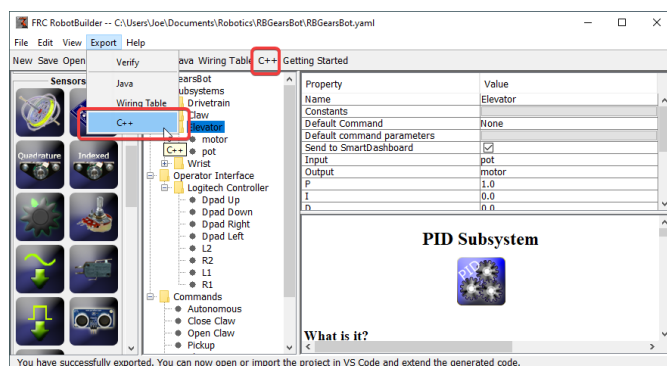 FRC RobotBuilder -- C:\Users\Joe\Documents\Robotics\RBGearsBot\RBGearsBot.yaml
File Edit View Export Help
New Save Open
Verify
Java
Wiring Table
C++
C++
ava Wiring Table C++ Getting Started
Sensors
Quadrature
Indexed
earsBot
ubsystems
Drivetrain
Claw
Elevator
motor
pot
Wrist
Operator Interface
Logitech Controller
Dpad Up
Dpad Down
Dpad Right
Dpad Left
L2
R2
L1
R1
Commands
Autonomous
Close Claw
Open Claw
Pickup
Property Value
Name Elevator
Constants
Default Command None
Default command parameters
Send to SmartDashboard
Input pot
Output motor
P 1.0
I 0.0
D 0.0
PID Subsystem
PID
What is it?
You have successfully exported. You can now open or import the project in VS Code and extend the generated code.